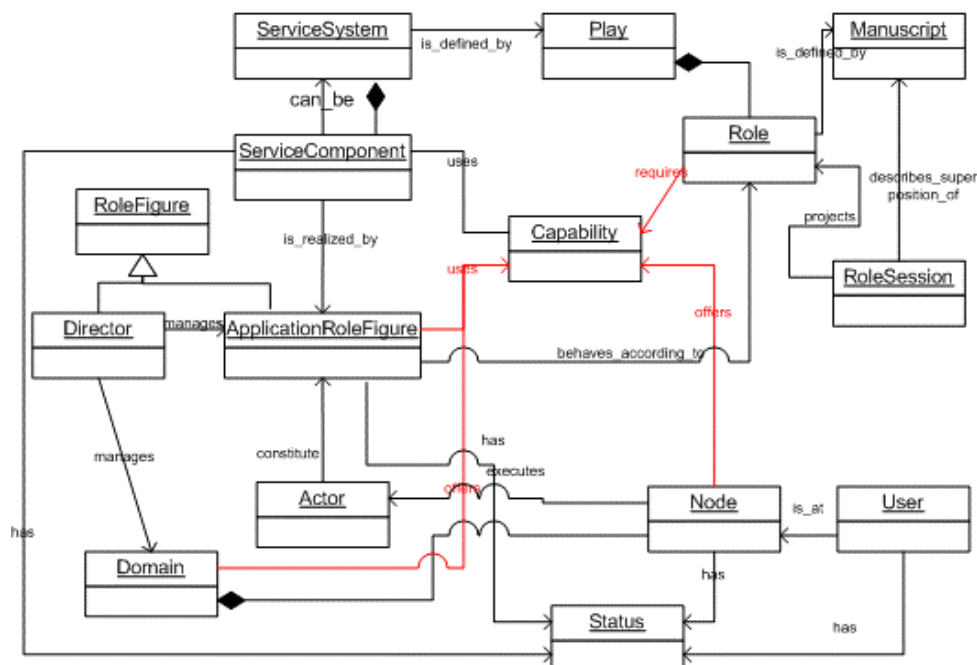 ServiceSystem
Play
Manuscript
is_defined_by
is_defined_by
can_be
Role
ServiceComponent
uses
requires
describes_super
position_of
RoleFigure
projects
is_realized_by
Capability
uses
RoleSession
Director
manages
ApplicationRoleFigure
offers
behaves_according_to
has
constitute
manages
executes
offers
Actor
Node
User
is_at
has
Domain
has
Status
has